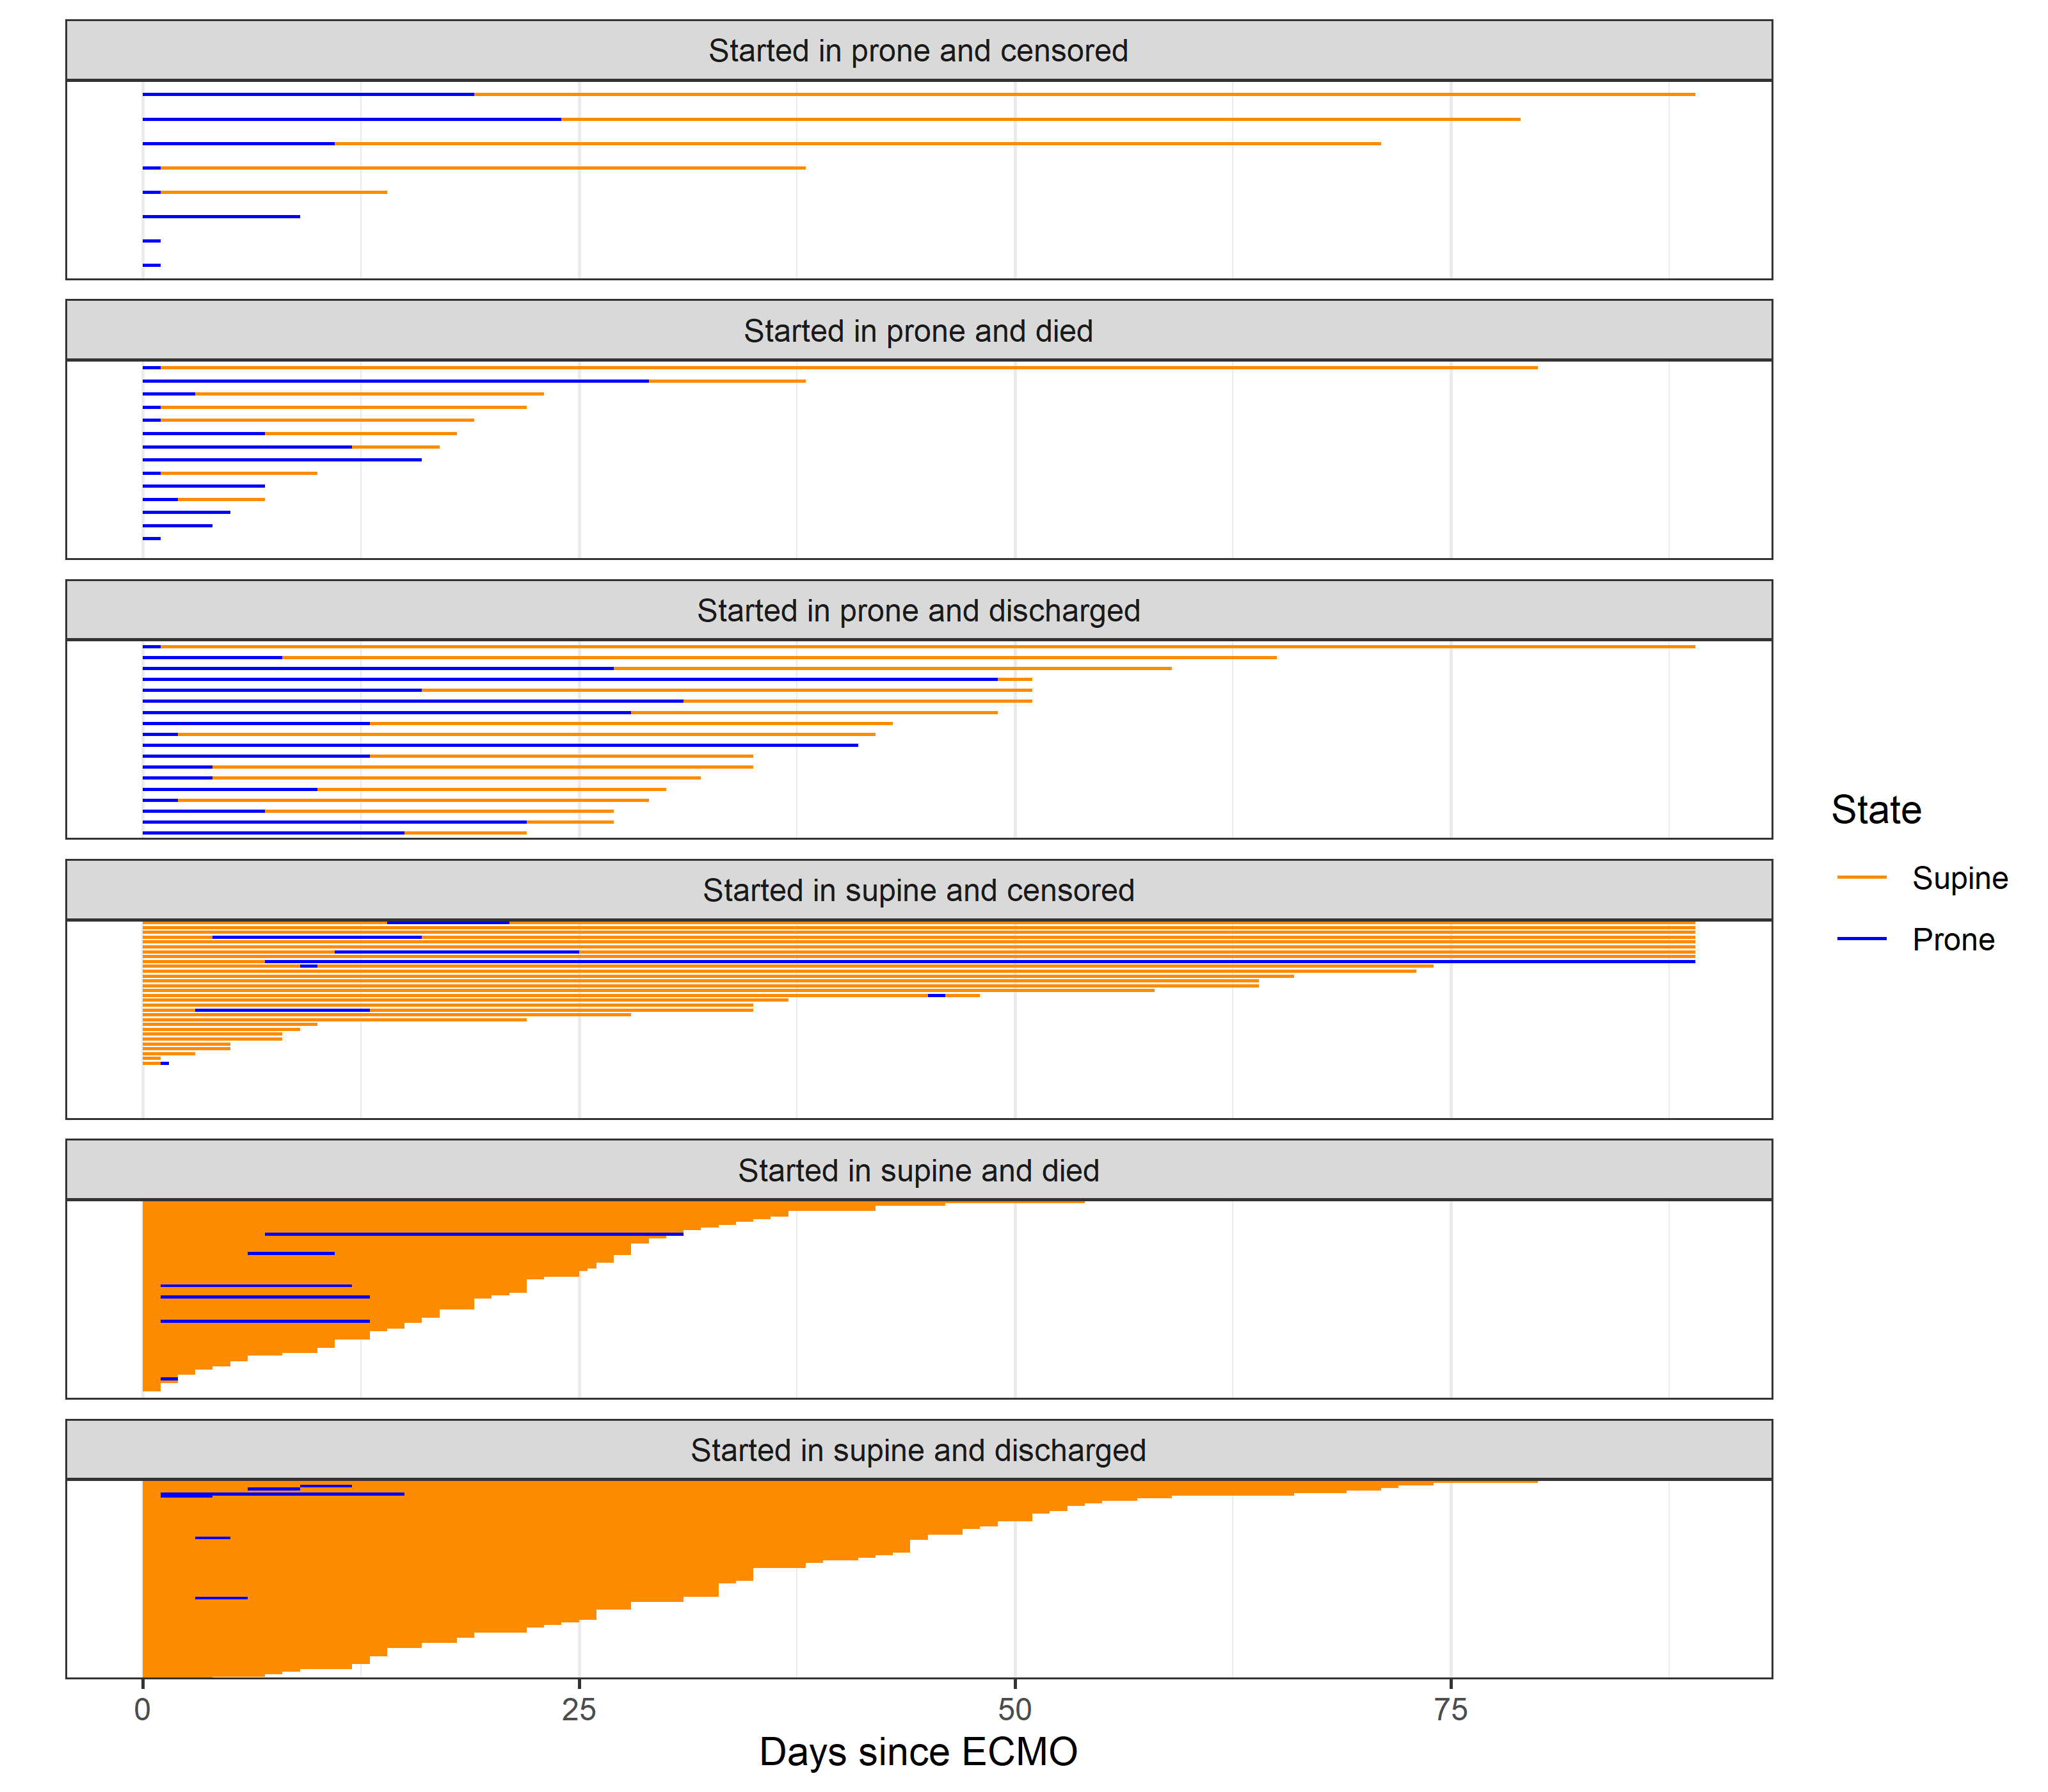 Started in prone and censored
Started in prone and died
Started in prone and discharged
Started in supine and censored
Started in supine and died
Started in supine and discharged
0 25 50 75
Days since ECMO
State
Supine
Prone